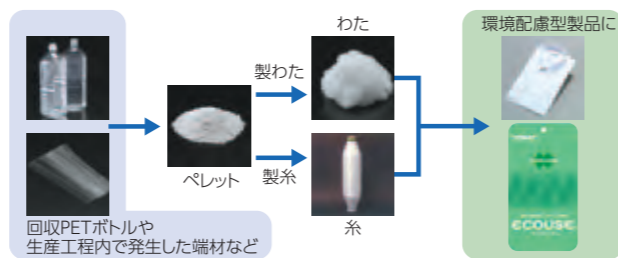 わた
環境配慮型製品に
製わた
ペレット
製糸
糸
回収PETボトルや
生産工程内で発生した端材など
ECOUSE